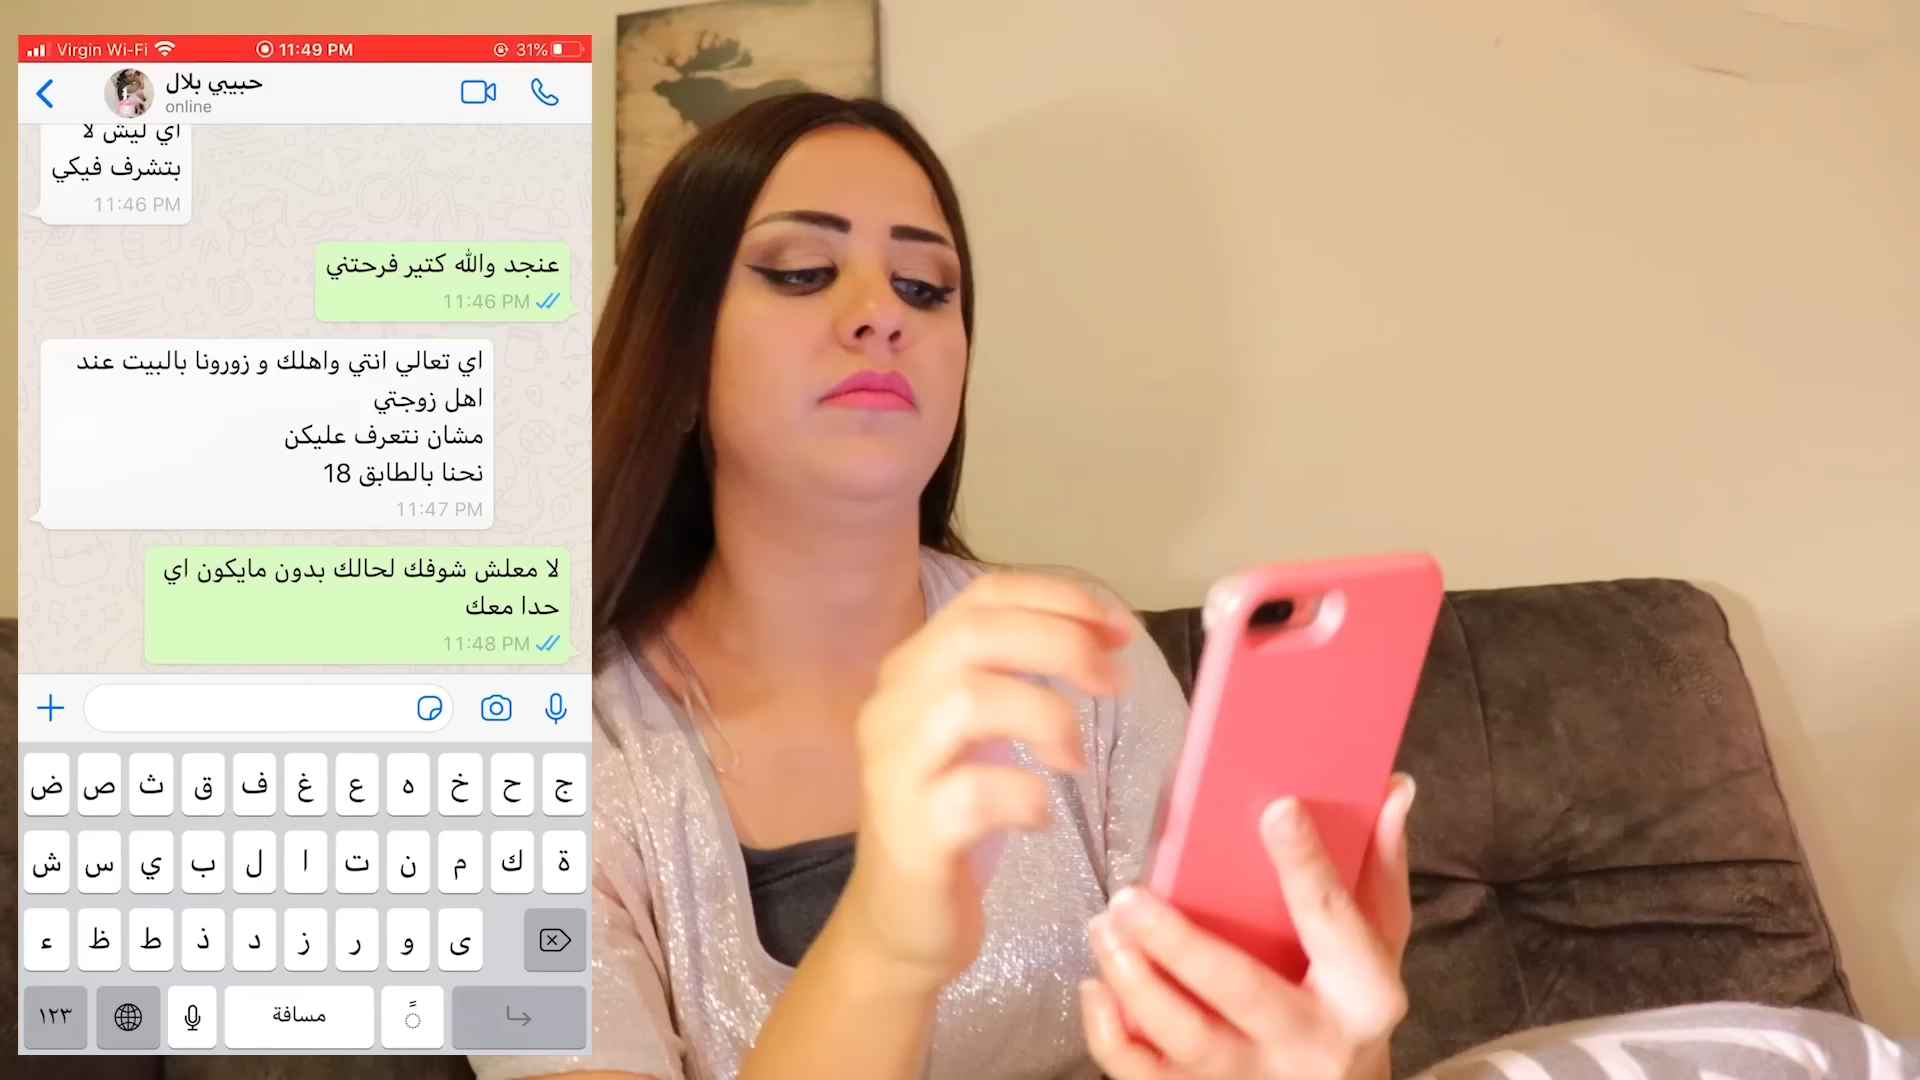 Virgin Wi-Fi 11:49 PM 31%
حبيبي بلال
online
اي ليش لا
بتشرف فيكي
11:46 PM
عنجد والله كتير فرحتني
11:46 PM
اي تعالي انتي واهلك و زورونا بالبيت عند
اهل زوجتي
مشان نتعرف عليكن
نحنا بالطابق 18
11:47 PM
لا معلش شوفك لحالك بدون مايكون اي
حدا معك
11:48 PM
ض ص ث ق ف غ ع ه خ ح ج
ش س ي ب ل ا ت ن م ك ة
ء ظ ط ذ د ز ر و ى
١٢٣ مسافة